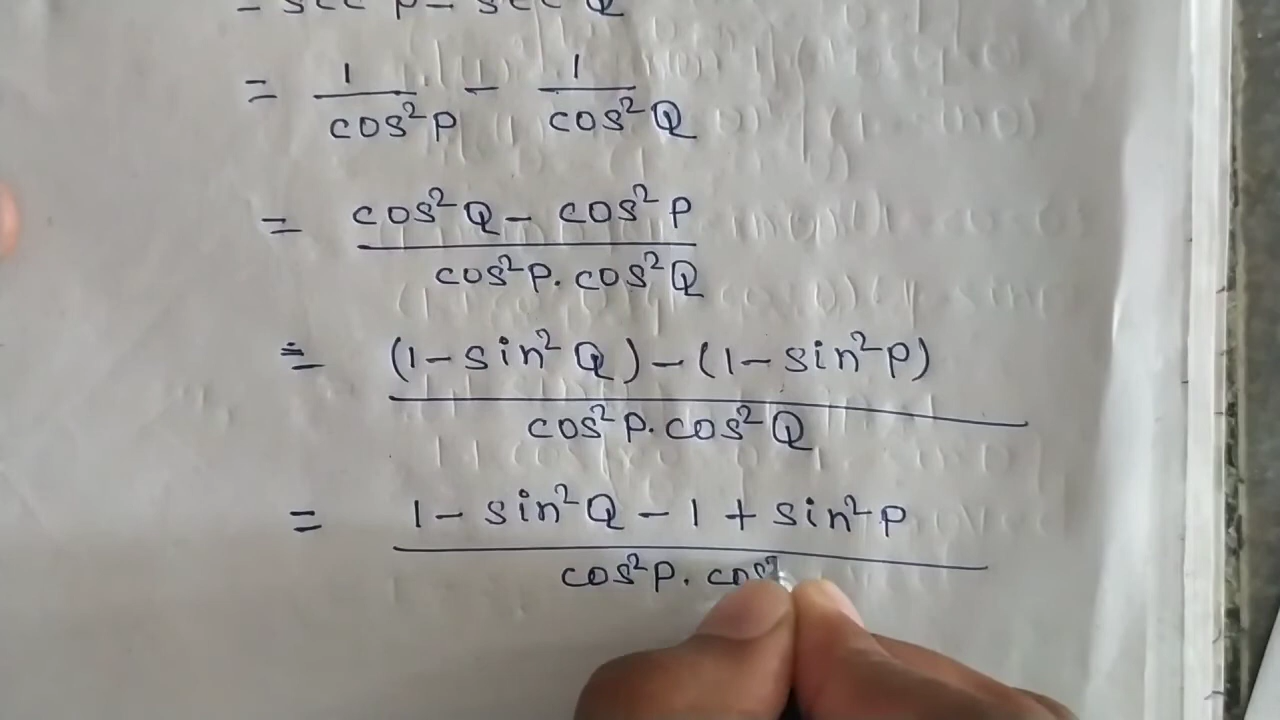 = 1/cos²P - 1/cos²Q
= cos²Q - cos²P / cos²P. cos²Q
= (1 - sin²Q) - (1 - sin²P) / cos²P. cos²Q
= 1 - sin²Q - 1 + sin²P / cos²P. cos²